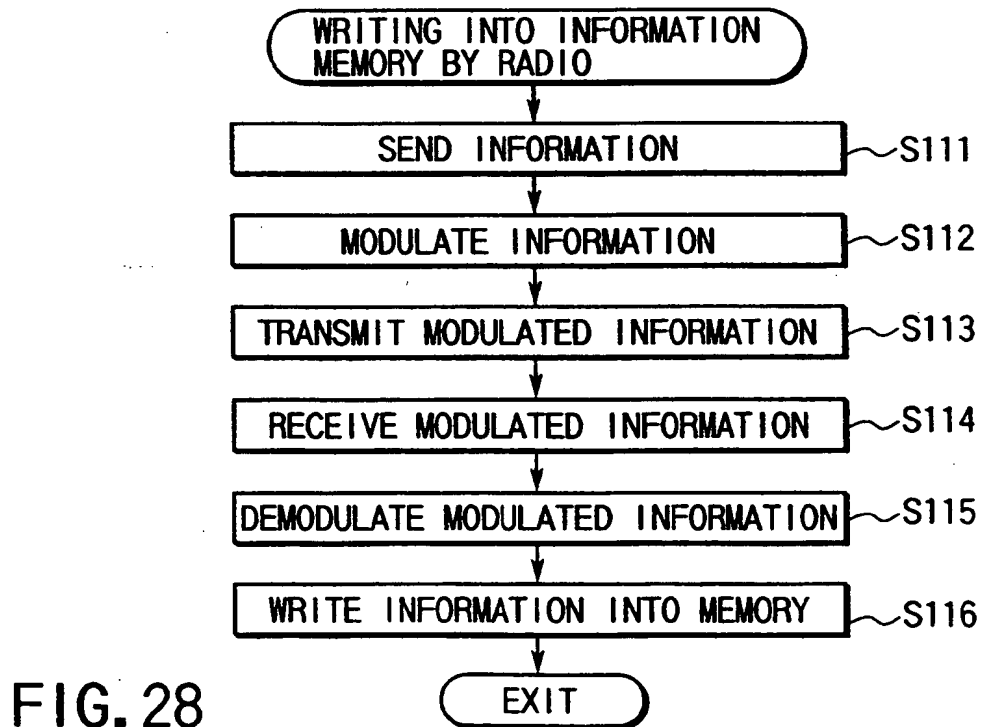 WRITING INTO INFORMATION
MEMORY BY RADIO
SEND INFORMATION S111
MODULATE INFORMATION S112
TRANSMIT MODULATED INFORMATION S113
RECEIVE MODULATED INFORMATION S114
DEMODULATE MODULATED INFORMATION S115
WRITE INFORMATION INTO MEMORY S116
EXIT
FIG. 28